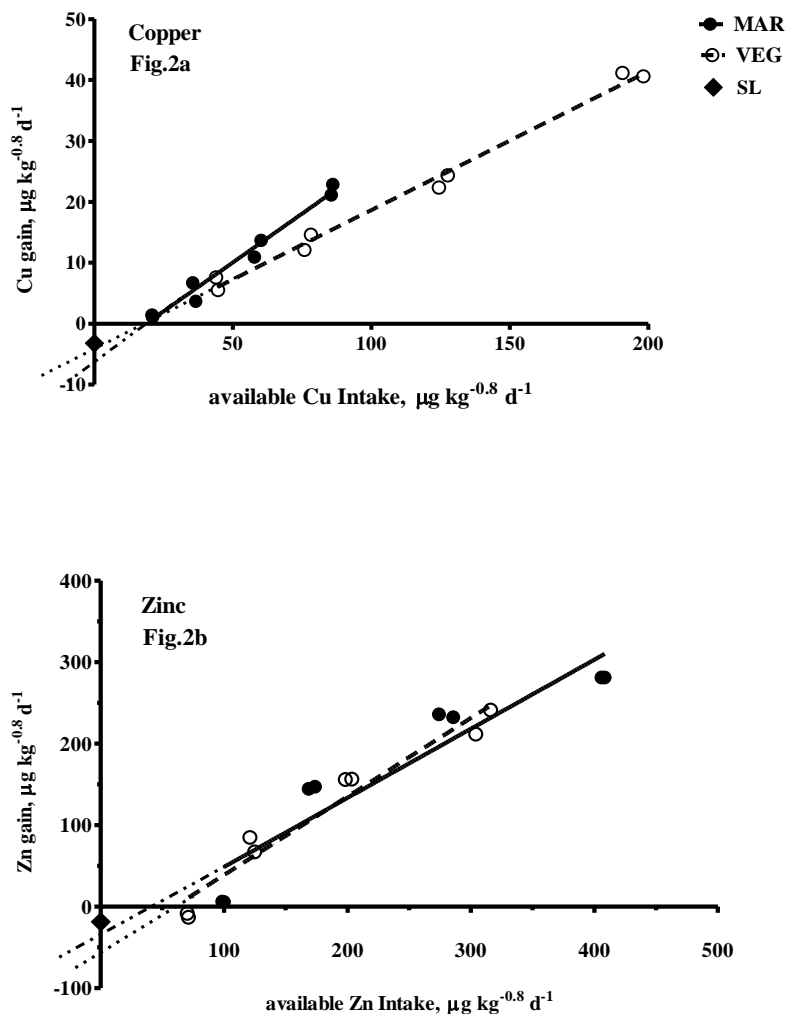 Copper
Fig.2a
MAR
VEG
SL
Cu gain, µg kg-0.8 d-1
50
40
30
20
10
0
-10
50
100
150
200
available Cu Intake, µg kg-0.8 d-1
Zinc
Fig.2b
Zn gain, µg kg-0.8 d-1
400
300
200
100
0
-100
100
200
300
400
500
available Zn Intake, µg kg-0.8 d-1